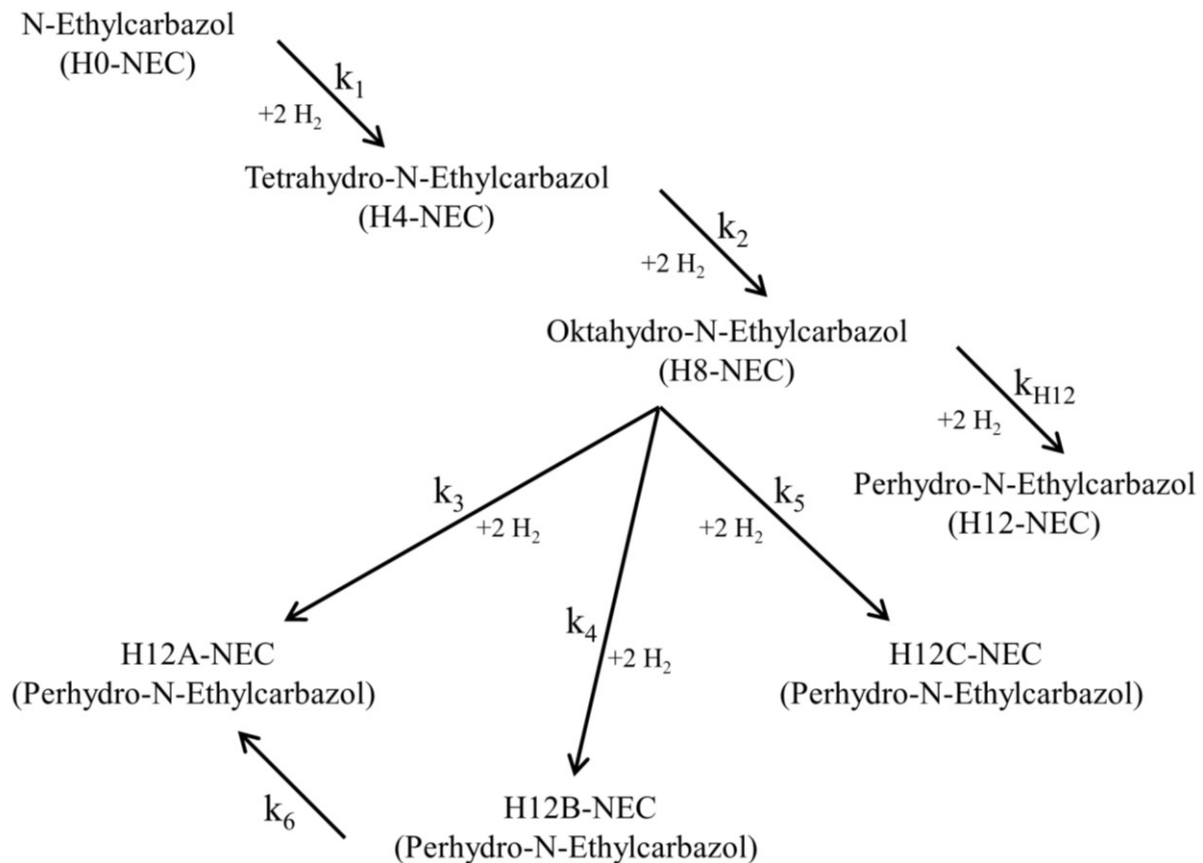 N-Ethylcarbazol
(H0-NEC)
k₁
+2 H₂
Tetrahydro-N-Ethylcarbazol
(H4-NEC)
k₂
+2 H₂
Oktahydro-N-Ethylcarbazol
(H8-NEC)
k_H12
+2 H₂
Perhydro-N-Ethylcarbazol
(H12-NEC)
k₃
+2 H₂
k₅
+2 H₂
k₄
+2 H₂
H12A-NEC
(Perhydro-N-Ethylcarbazol)
H12C-NEC
(Perhydro-N-Ethylcarbazol)
k₆
H12B-NEC
(Perhydro-N-Ethylcarbazol)